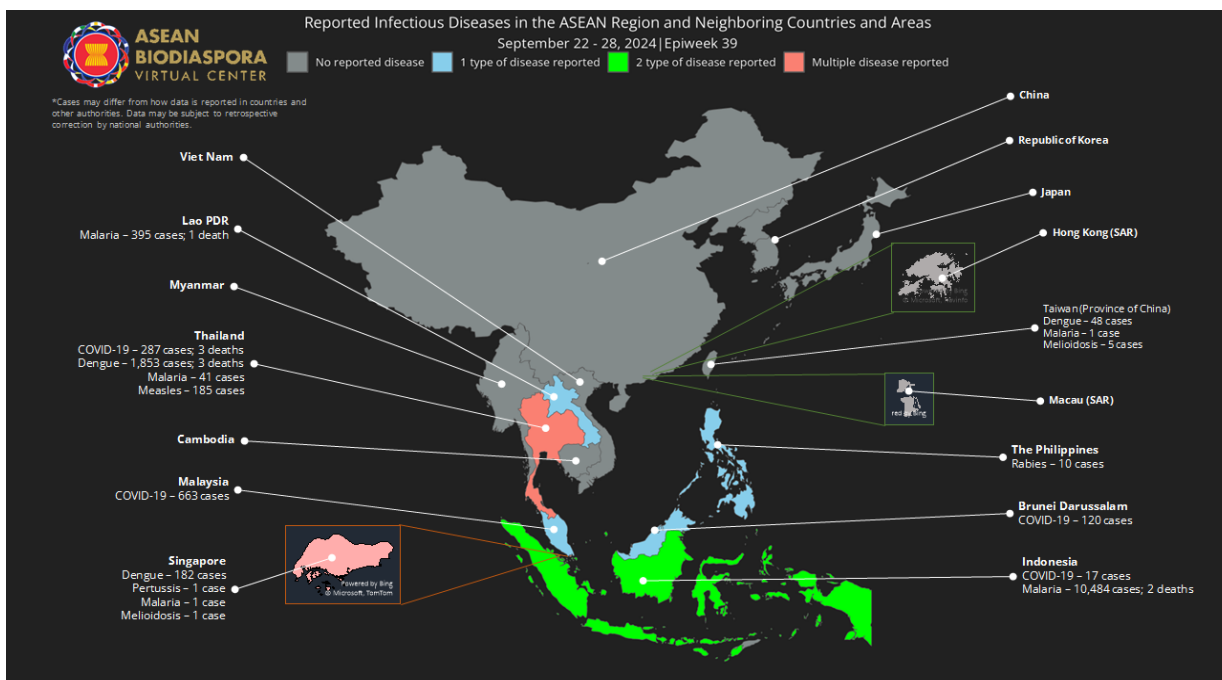 ASEAN
BIODIASPORA
VIRTUAL CENTER
Reported Infectious Diseases in the ASEAN Region and Neighboring Countries and Areas
September 22 - 28, 2024|Epiweek 39
No reported disease
1 type of disease reported
2 type of disease reported
Multiple disease reported
*Cases may differ from how data is reported in countries and
other authorities. Data may be subject to retrospective
correction by national authorities.
Viet Nam
Lao PDR
Malaria – 395 cases; 1 death
Myanmar
Thailand
COVID-19 – 287 cases; 3 deaths
Dengue – 1,853 cases; 3 deaths
Malaria – 41 cases
Measles – 185 cases
Cambodia
Malaysia
COVID-19 – 663 cases
Singapore
Dengue – 182 cases
Pertussis – 1 case
Malaria – 1 case
Melioidosis – 1 case
Powered by Bing
© Microsoft, TomTom
China
Republic of Korea
Japan
Hong Kong (SAR)
© Microsoft,
Taiwan (Province of China)
Dengue – 48 cases
Malaria – 1 case
Melioidosis – 5 cases
Macau (SAR)
red by Bing
The Philippines
Rabies – 10 cases
Brunei Darussalam
COVID-19 – 120 cases
Indonesia
COVID-19 – 17 cases
Malaria – 10,484 cases; 2 deaths